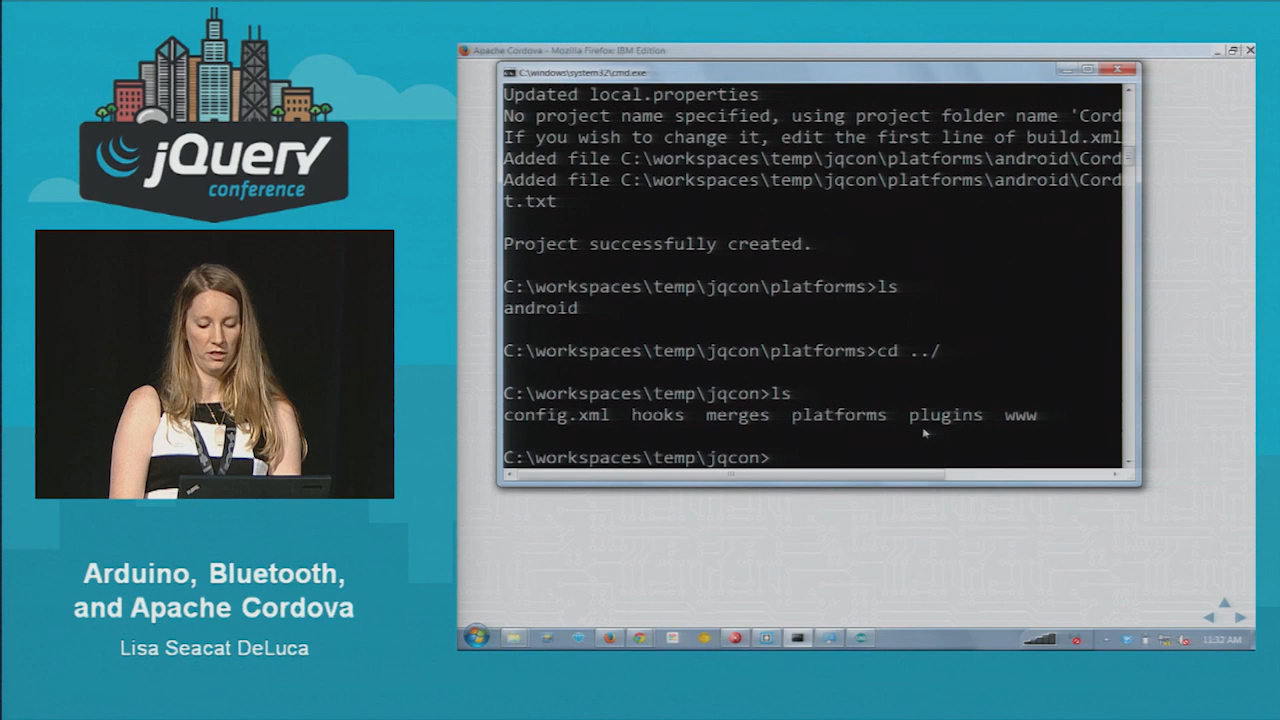 jQuery
conference
Arduino, Bluetooth,
and Apache Cordova
Lisa Seacat DeLuca
Apache Cordova - Mozilla Firefox: IBM Edition
C:\windows\system32\cmd.exe
Updated local.properties
No project name specified, using project folder name 'Cord
If you wish to change it, edit the first line of build.xml
Added file C:\workspaces\temp\jqcon\platforms\android\Cord
Added file C:\workspaces\temp\jqcon\platforms\android\Cord
t.txt
Project successfully created.
C:\workspaces\temp\jqcon\platforms>ls
android
C:\workspaces\temp\jqcon\platforms>cd ../
C:\workspaces\temp\jqcon>ls
config.xml hooks merges platforms plugins www
C:\workspaces\temp\jqcon>
11:32 AM